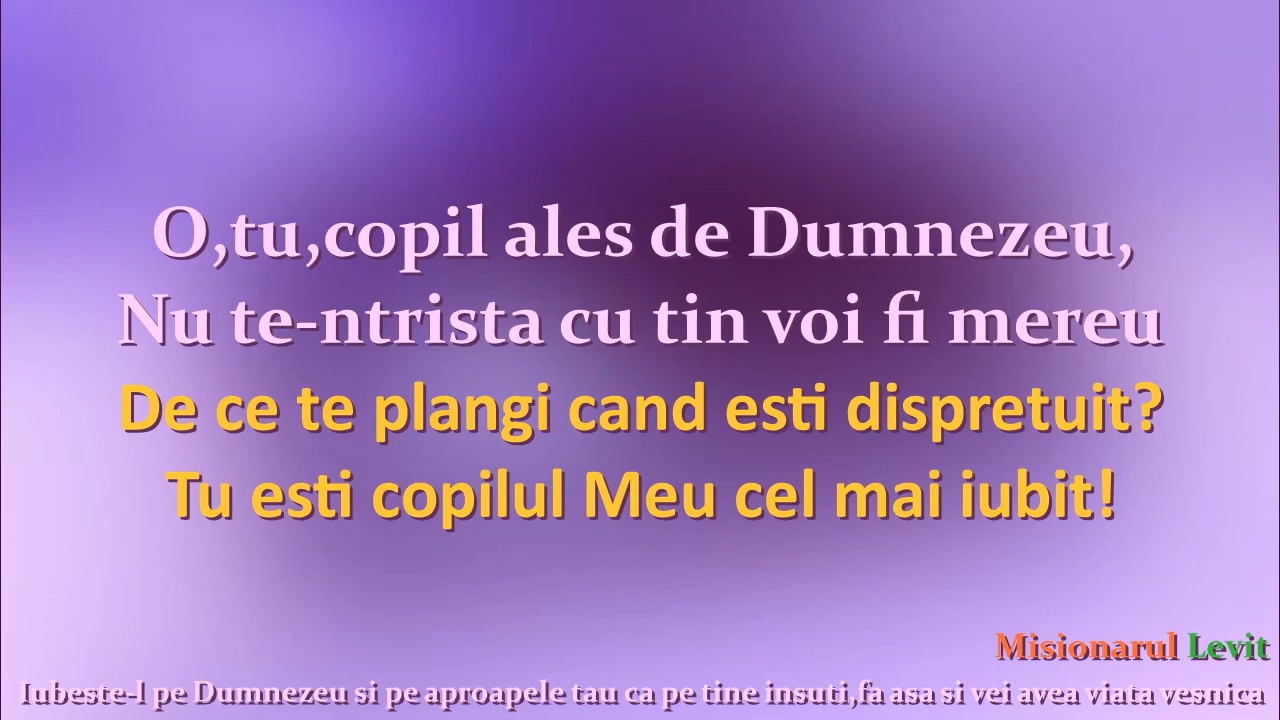 O,tu,copil ales de Dumnezeu,
Nu te-ntrista cu tin voi fi mereu
De ce te plangi cand esti dispretuit?
Tu esti copilul Meu cel mai iubit!
Misionarul Levit
Iubeste-l pe Dumnezeu si pe aproapele tau ca pe tine insuti,fa asa si vei avea viata vesnica